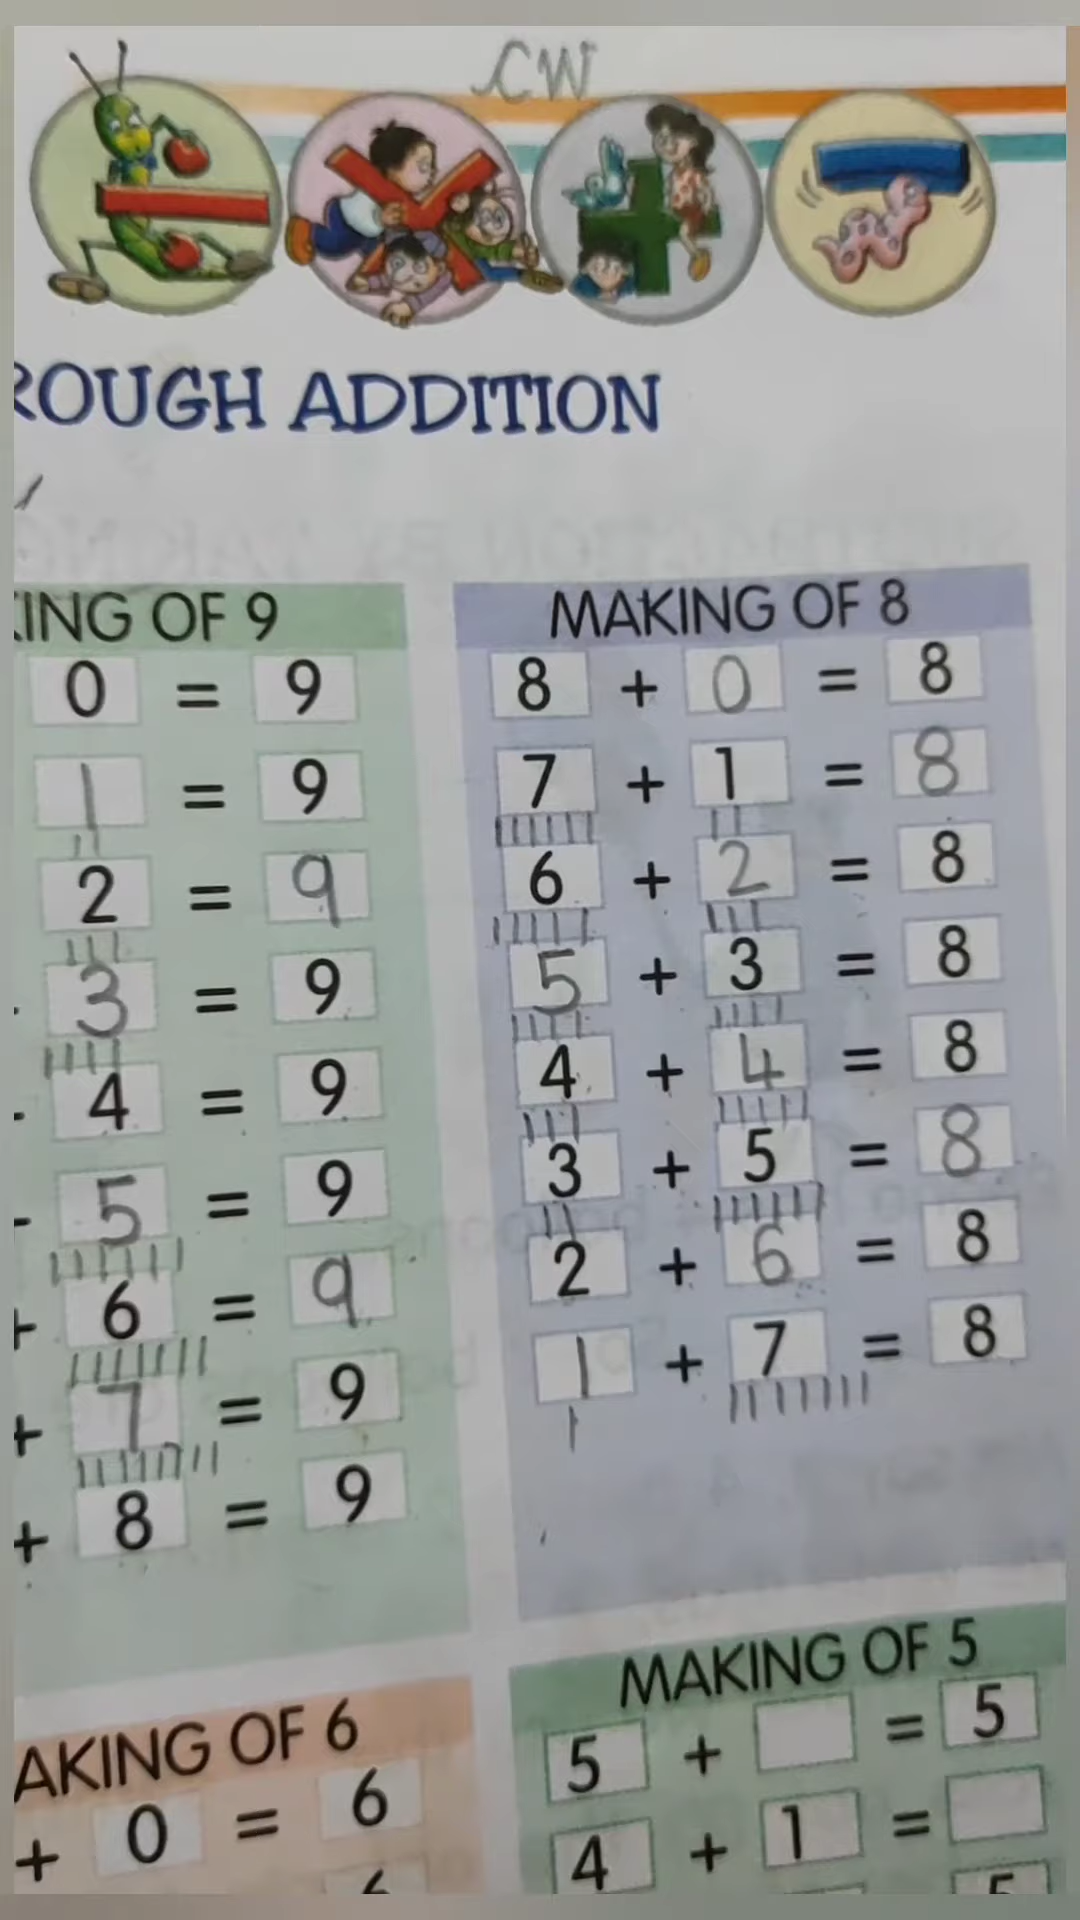 CW
ROUGH ADDITION
KING OF 9
0 = 9
1 = 9
2 = 9
3 = 9
4 = 9
5 = 9
+ 6 = 9
+ 7 = 9
+ 8 = 9
MAKING OF 8
8 + 0 = 8
7 + 1 = 8
6 + 2 = 8
5 + 3 = 8
4 + 4 = 8
3 + 5 = 8
2 + 6 = 8
1 + 7 = 8
AKING OF 6
+ 0 = 6
MAKING OF 5
5 + = 5
4 + 1 =
5